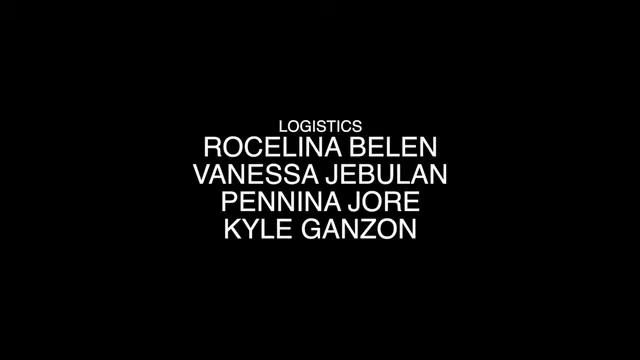 LOGISTICS
ROCELINA BELEN
VANESSA JEBULAN
PENNINA JORE
KYLE GANZON